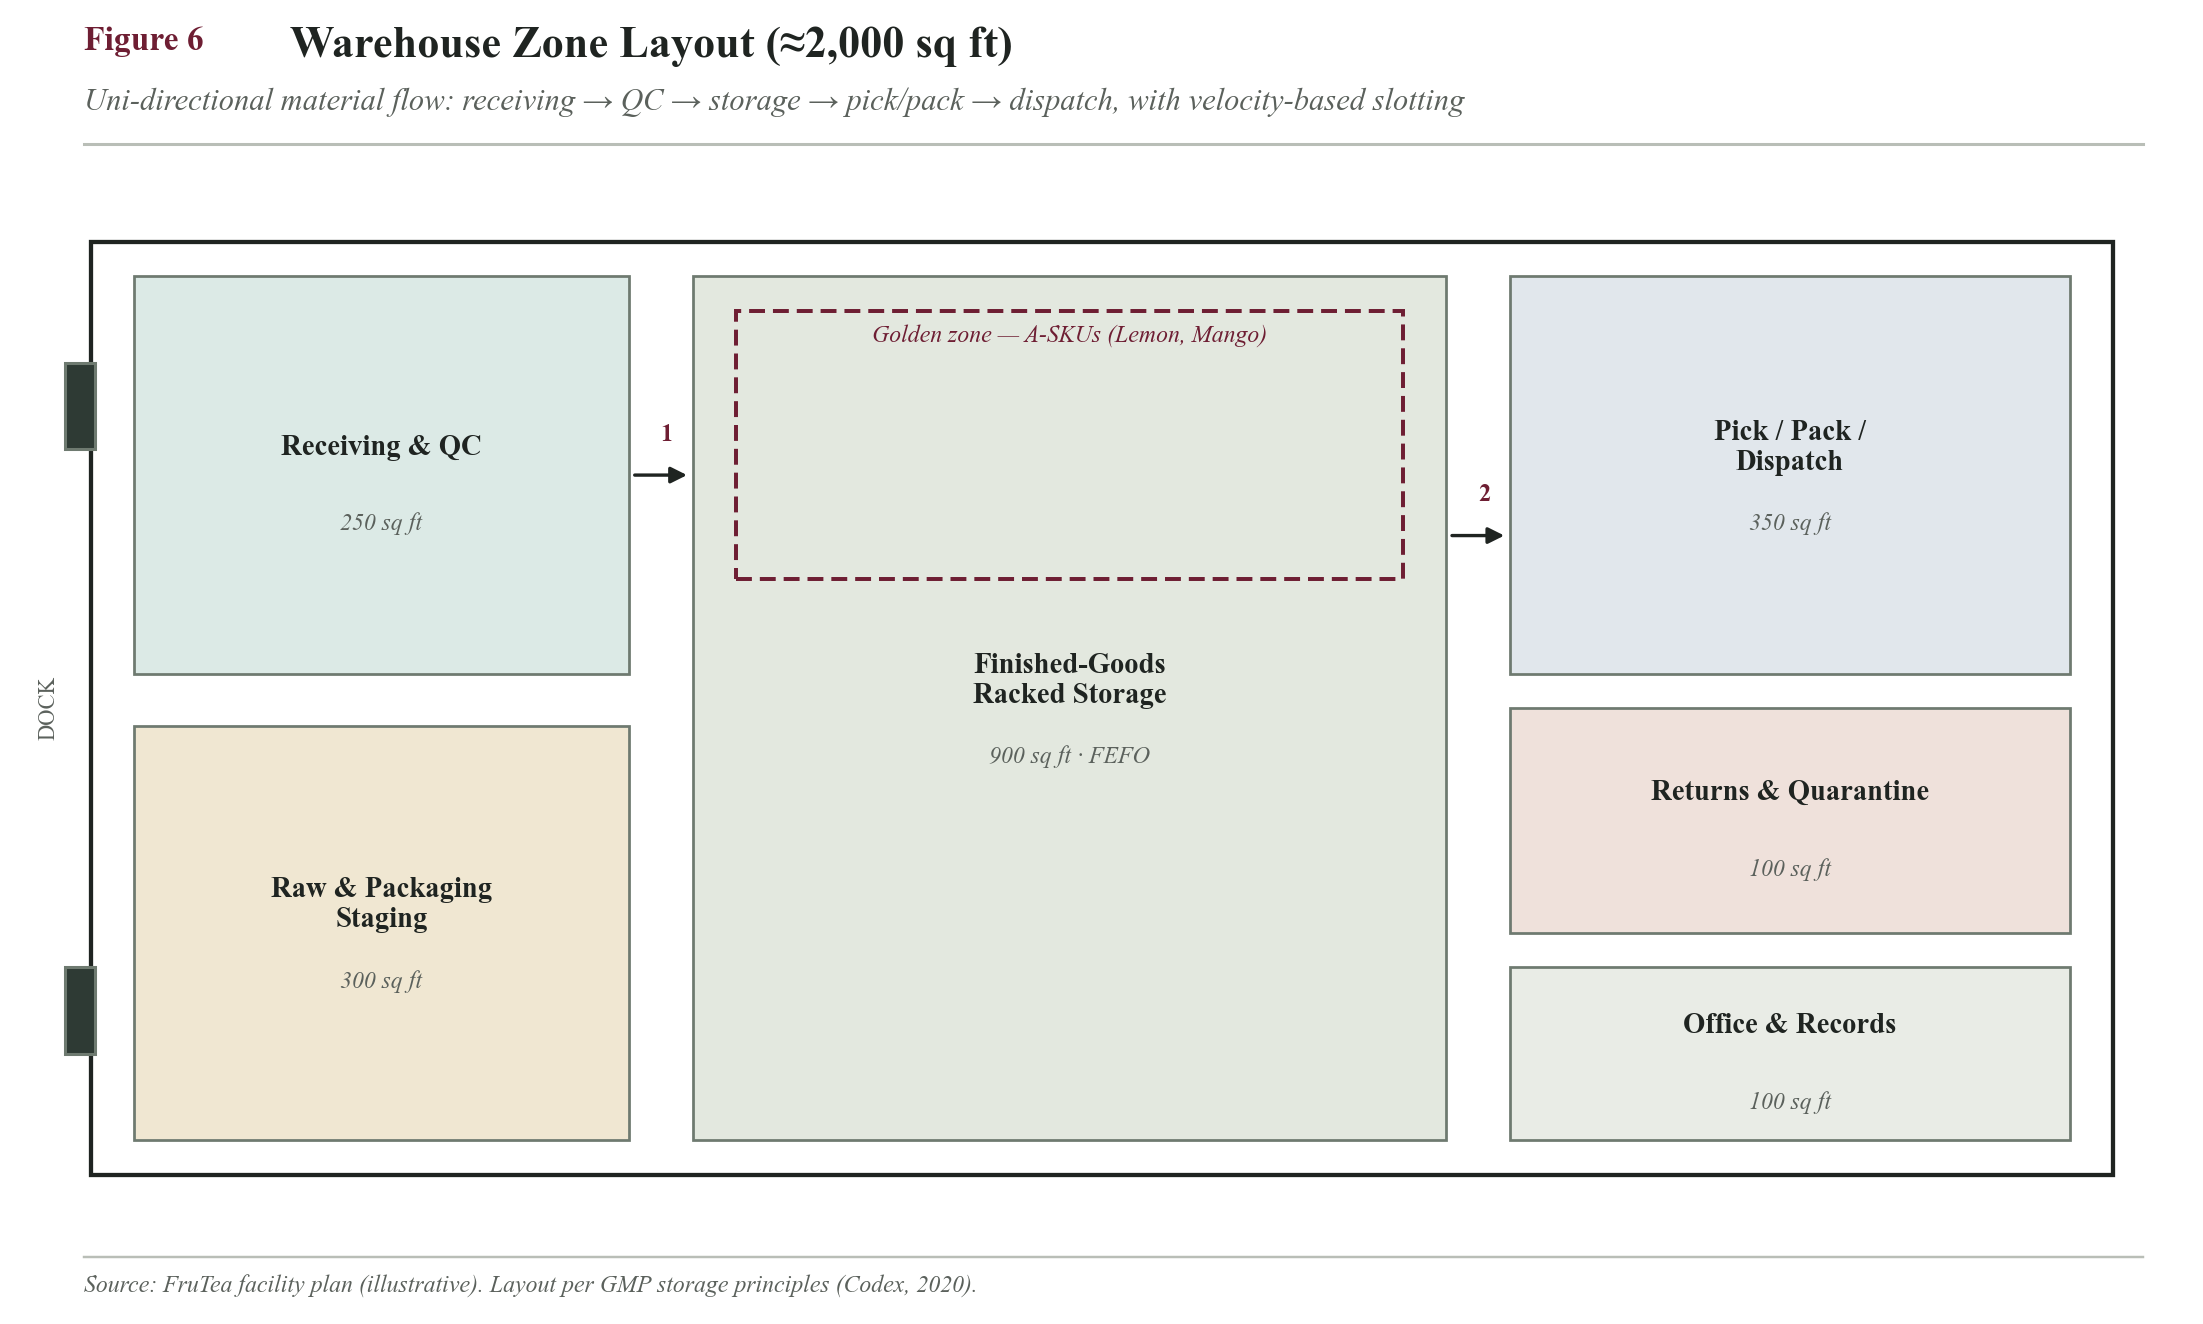 Figure 6
Warehouse Zone Layout (≈2,000 sq ft)
Uni-directional material flow: receiving → QC → storage → pick/pack → dispatch, with velocity-based slotting
DOCK
Receiving & QC
250 sq ft
Raw & Packaging
Staging
300 sq ft
1
Golden zone — A-SKUs (Lemon, Mango)
Finished-Goods
Racked Storage
900 sq ft · FEFO
2
Pick / Pack /
Dispatch
350 sq ft
Returns & Quarantine
100 sq ft
Office & Records
100 sq ft
Source: FruTea facility plan (illustrative). Layout per GMP storage principles (Codex, 2020).